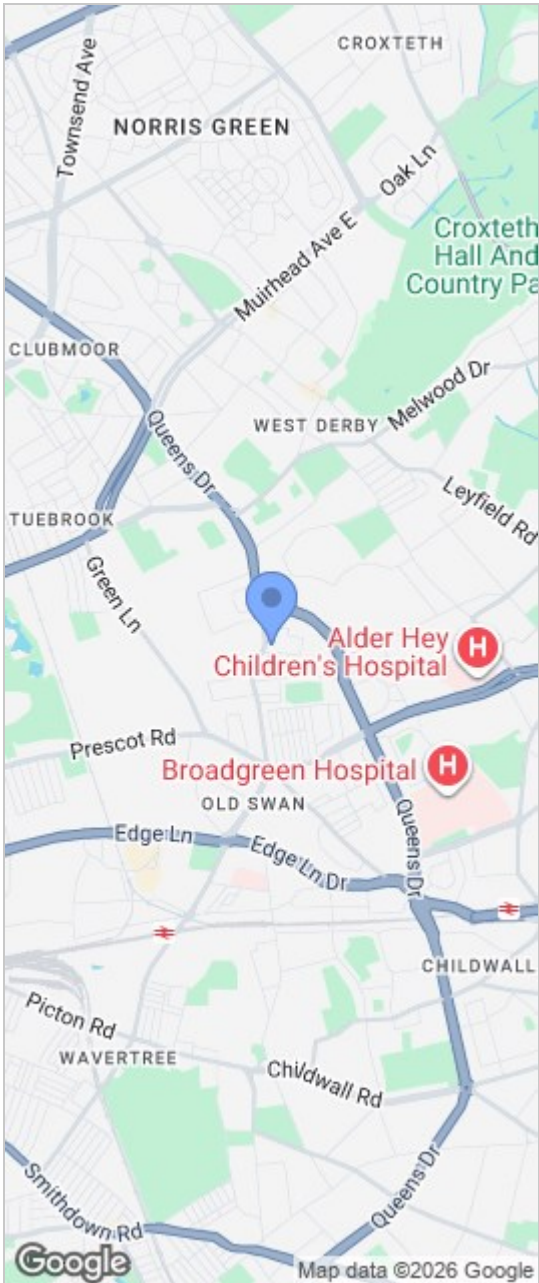 CROXTETH
Townsend Ave
NORRIS GREEN
Oak Ln
Croxteth
Hall And
Country Pa
Muirhead Ave E
CLUBMOOR
Melwood Dr
Queens Dr
WEST DERBY
Leyfield Rd
TUEBROOK
Green Ln
Alder Hey
Children's Hospital
H
Prescot Rd
Broadgreen Hospital
H
OLD SWAN
Edge Ln
Edge Ln Dr
Queens Dr
CHILDWALL
Picton Rd
WAVERTREE
Childwall Rd
Queens Dr
Smithdown Rd
Google
Map data ©2026 Google